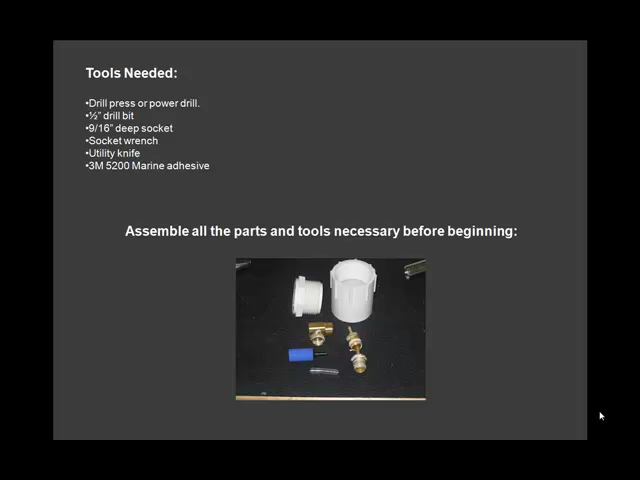 Tools Needed:
•Drill press or power drill.
•½” drill bit
•9/16” deep socket
•Socket wrench
•Utility knife
•3M 5200 Marine adhesive
Assemble all the parts and tools necessary before beginning: